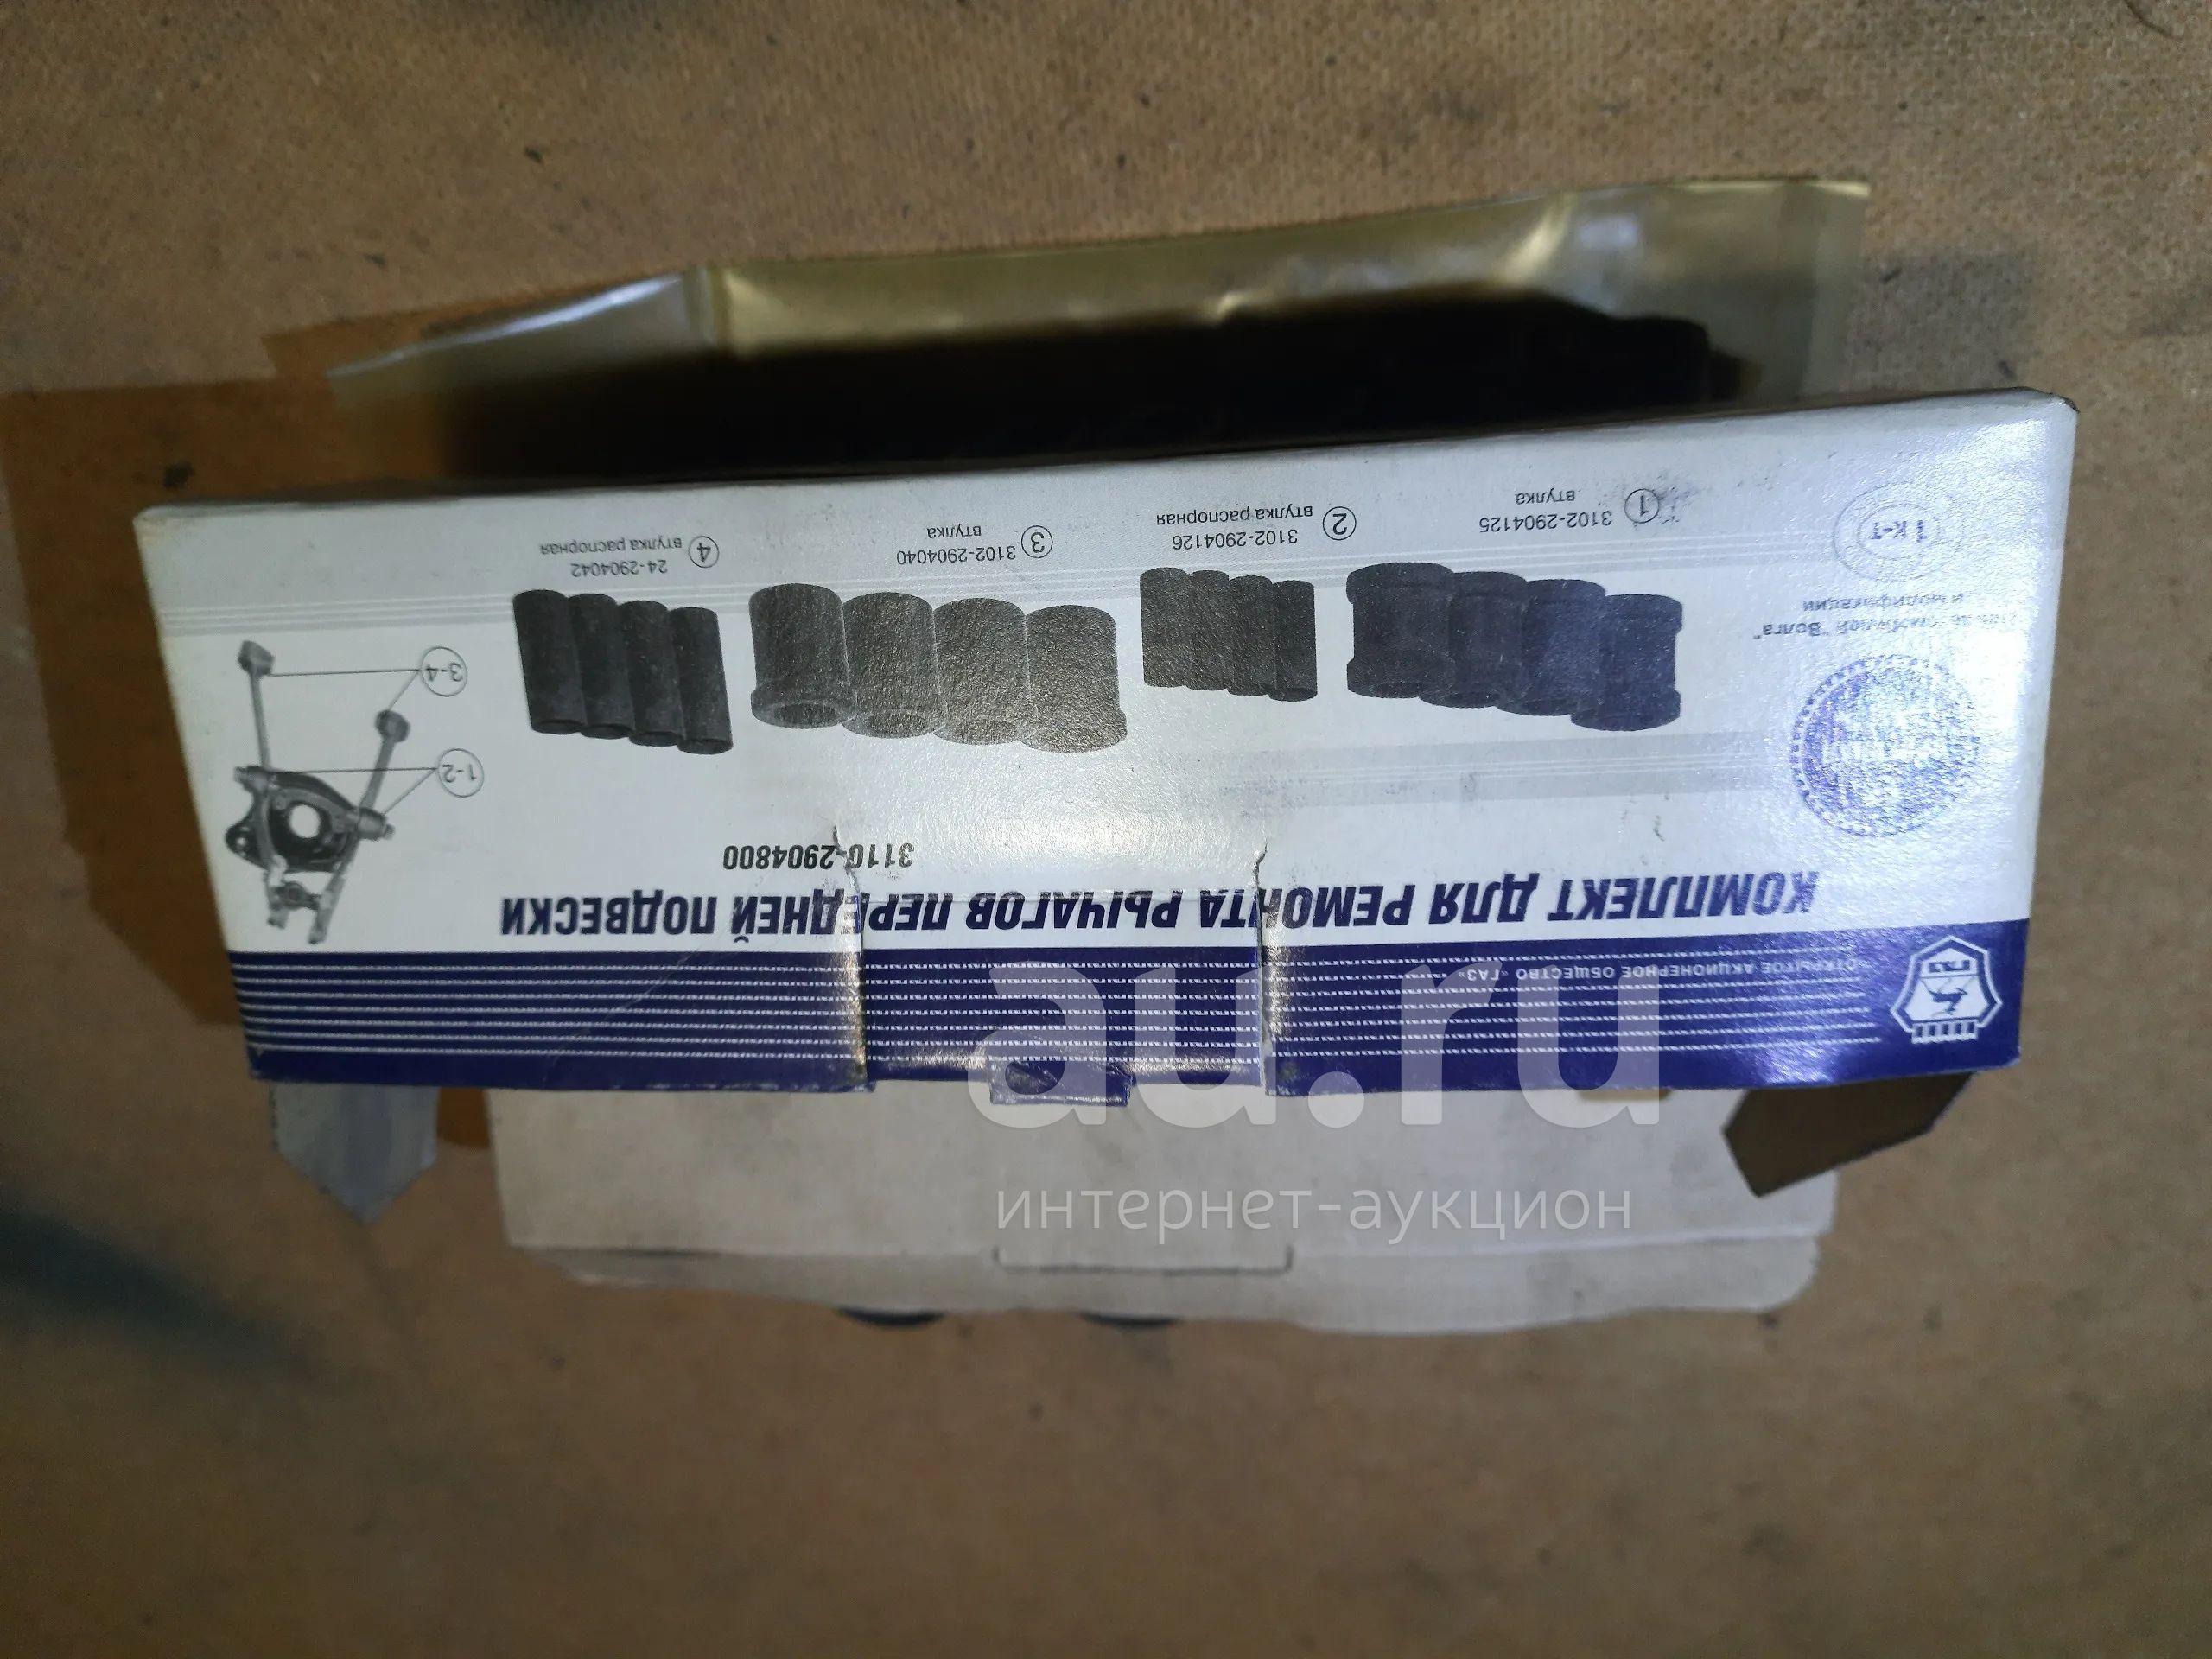 ОТКРЫТОЕ АКЦИОНЕРНОЕ ОБЩЕСТВО «ГАЗ»
КОМПЛЕКТ ДЛЯ РЕМОНТА РЫЧАГОВ ПЕРЕДНЕЙ ПОДВЕСКИ
3110-2904800
"Волга"
и модификации
1 к-т
1
3102-2904125
втулка
2
3102-2904126
втулка распорная
3
3102-2904040
втулка
4
24-2904042
втулка распорная
1-2
3-4
au.ru
интернет-аукцион